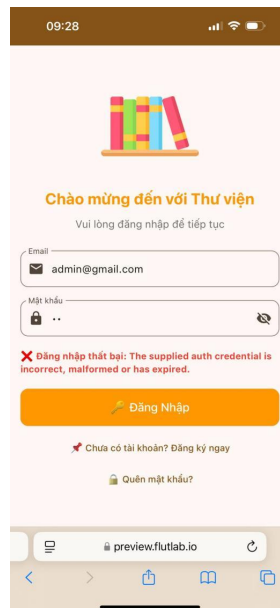 09:28
Chào mừng đến với Thư viện
Vui lòng đăng nhập để tiếp tục
Email
admin@gmail.com
Mật khẩu
••
❌ Đăng nhập thất bại: The supplied auth credential is
incorrect, malformed or has expired.
🔑 Đăng Nhập
📌 Chưa có tài khoản? Đăng ký ngay
🔒 Quên mật khẩu?
preview.flutlab.io